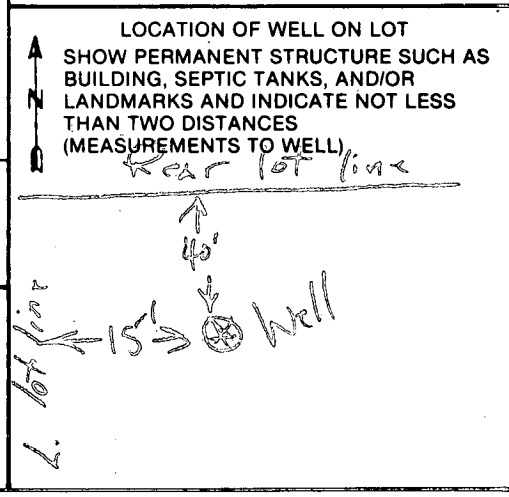 LOCATION OF WELL ON LOT
SHOW PERMANENT STRUCTURE SUCH AS
BUILDING, SEPTIC TANKS, AND/OR
N LANDMARKS AND INDICATE NOT LESS
THAN TWO DISTANCES
(MEASUREMENTS TO WELL)
Rear lot line
40'
15' Well
L. lot line